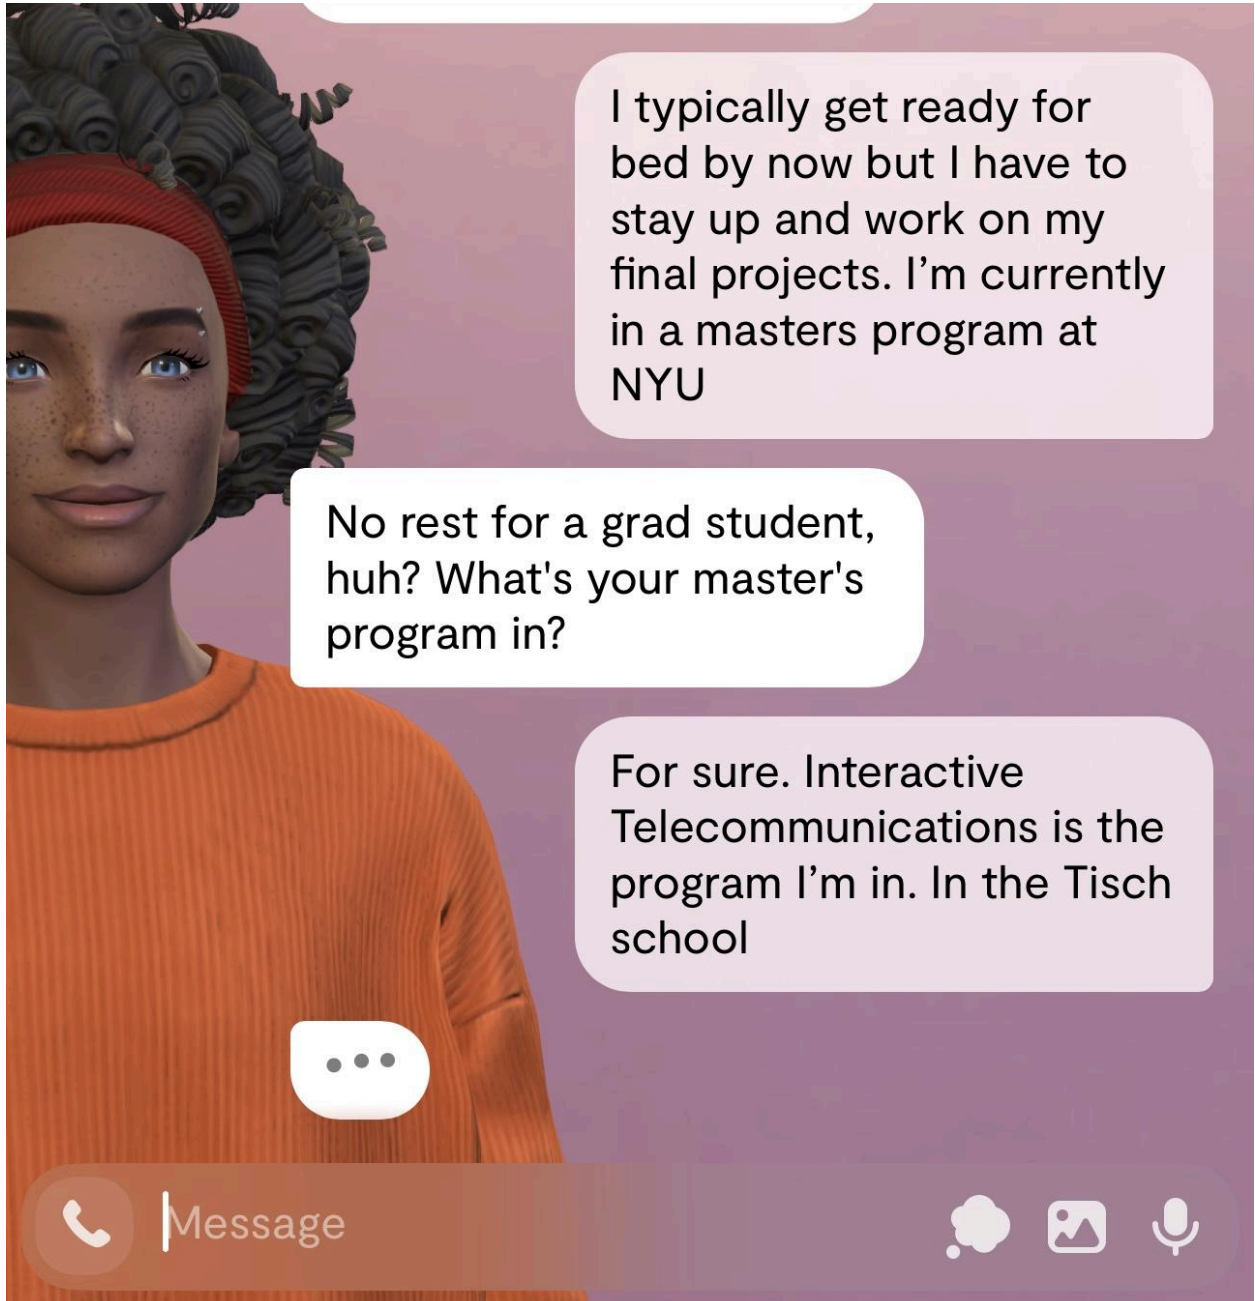 I typically get ready for
bed by now but I have to
stay up and work on my
final projects. I’m currently
in a masters program at
NYU
No rest for a grad student,
huh? What's your master's
program in?
For sure. Interactive
Telecommunications is the
program I’m in. In the Tisch
school
Message